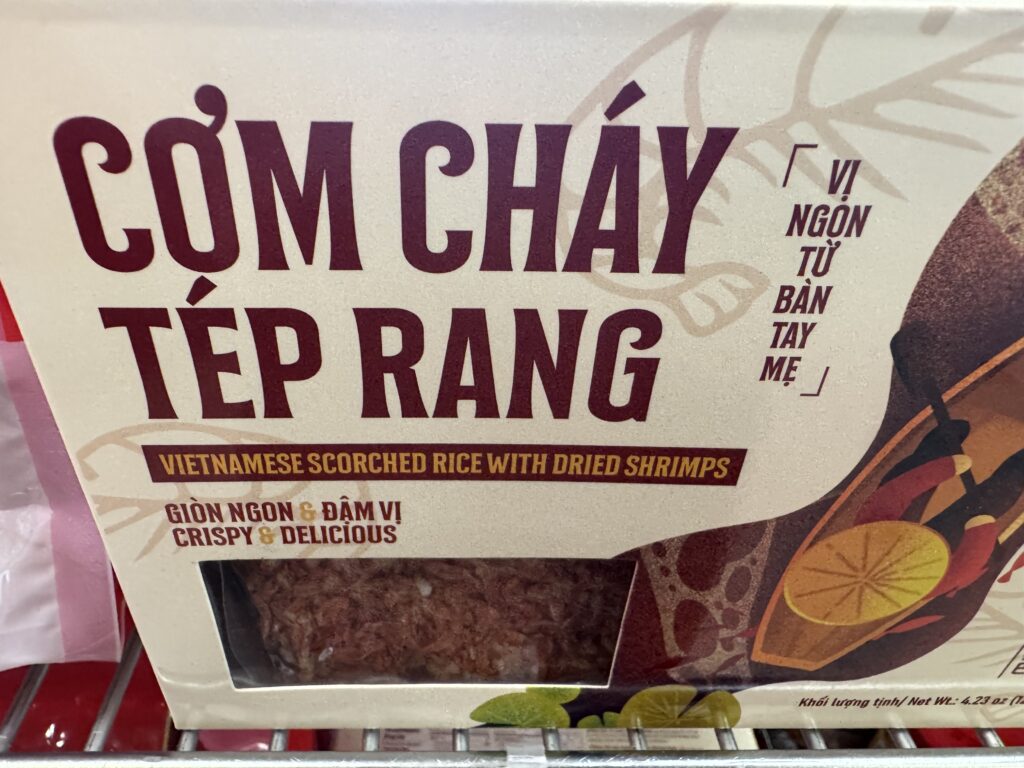 CƠM CHÁY
TÉP RANG
VIETNAMESE SCORCHED RICE WITH DRIED SHRIMPS
GIÒN NGON & ĐẬM VỊ
CRISPY & DELICIOUS
VỊ
NGON
TỪ
BÀN
TAY
MẸ
Khối lượng tịnh/ Net Wt.: 4.23 oz